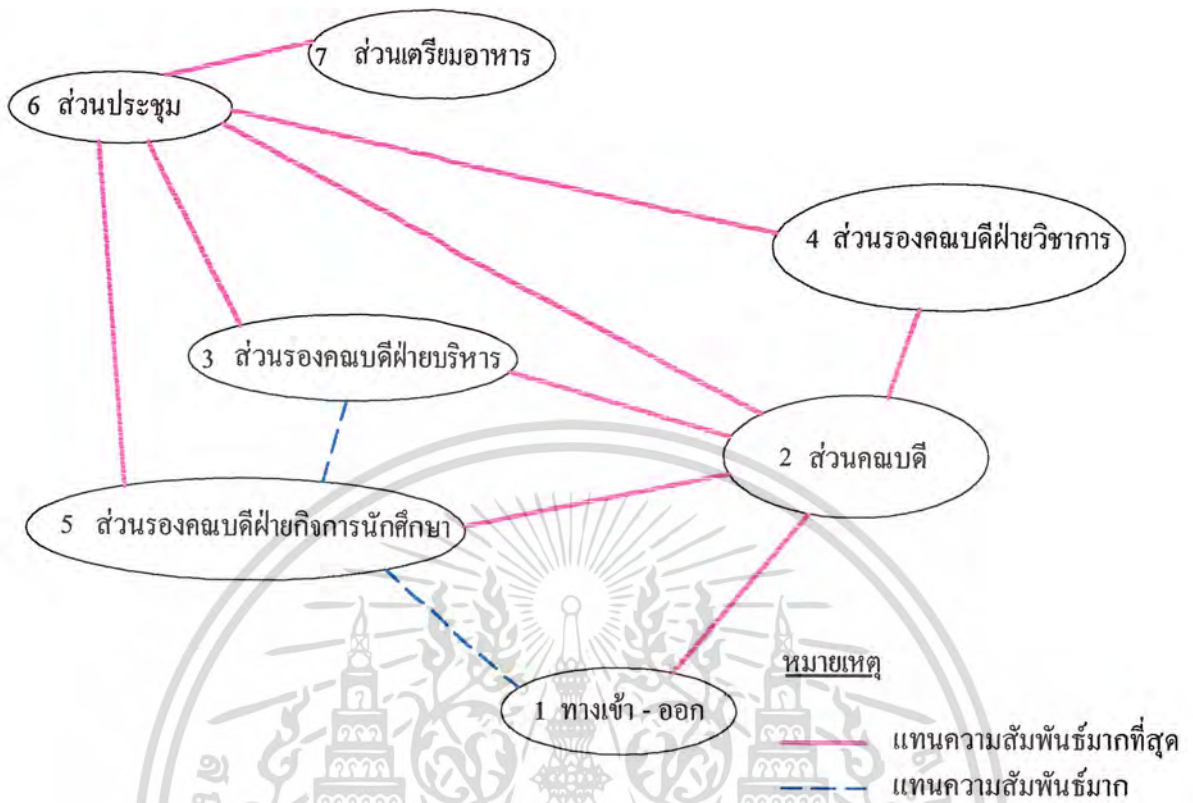 7 ส่วนเตรียมอาหาร
6 ส่วนประชุม
4 ส่วนรองคณบดีฝ่ายวิชาการ
3 ส่วนรองคณบดีฝ่ายบริหาร
2 ส่วนคณบดี
5 ส่วนรองคณบดีฝ่ายกิจการนักศึกษา
1 ทางเข้า - ออก
หมายเหตุ
แทนความสัมพันธ์มากที่สุด
แทนความสัมพันธ์มาก